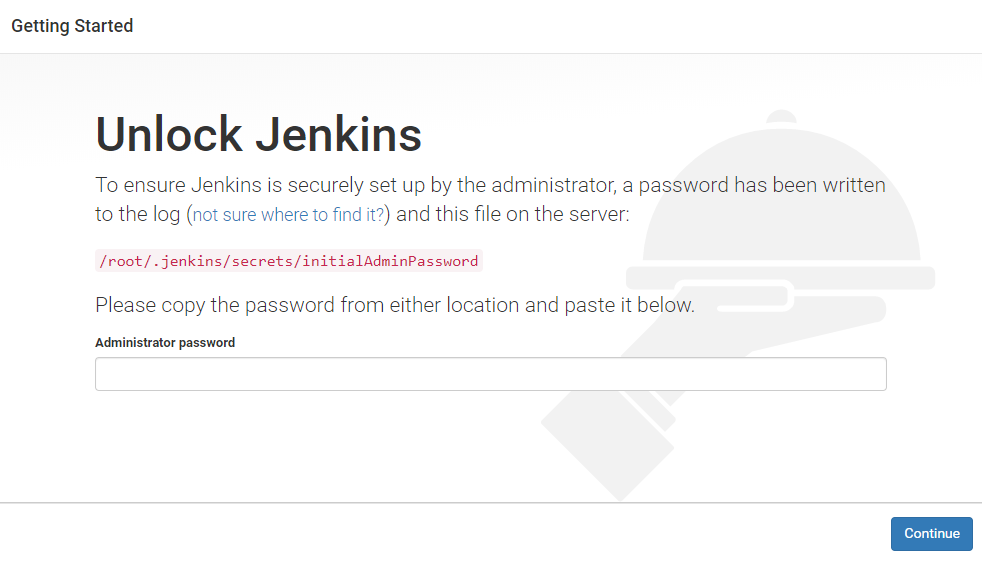 Getting Started
Unlock Jenkins
To ensure Jenkins is securely set up by the administrator, a password has been written
to the log (not sure where to find it?) and this file on the server:
/root/.jenkins/secrets/initialAdminPassword
Please copy the password from either location and paste it below.
Administrator password
Continue